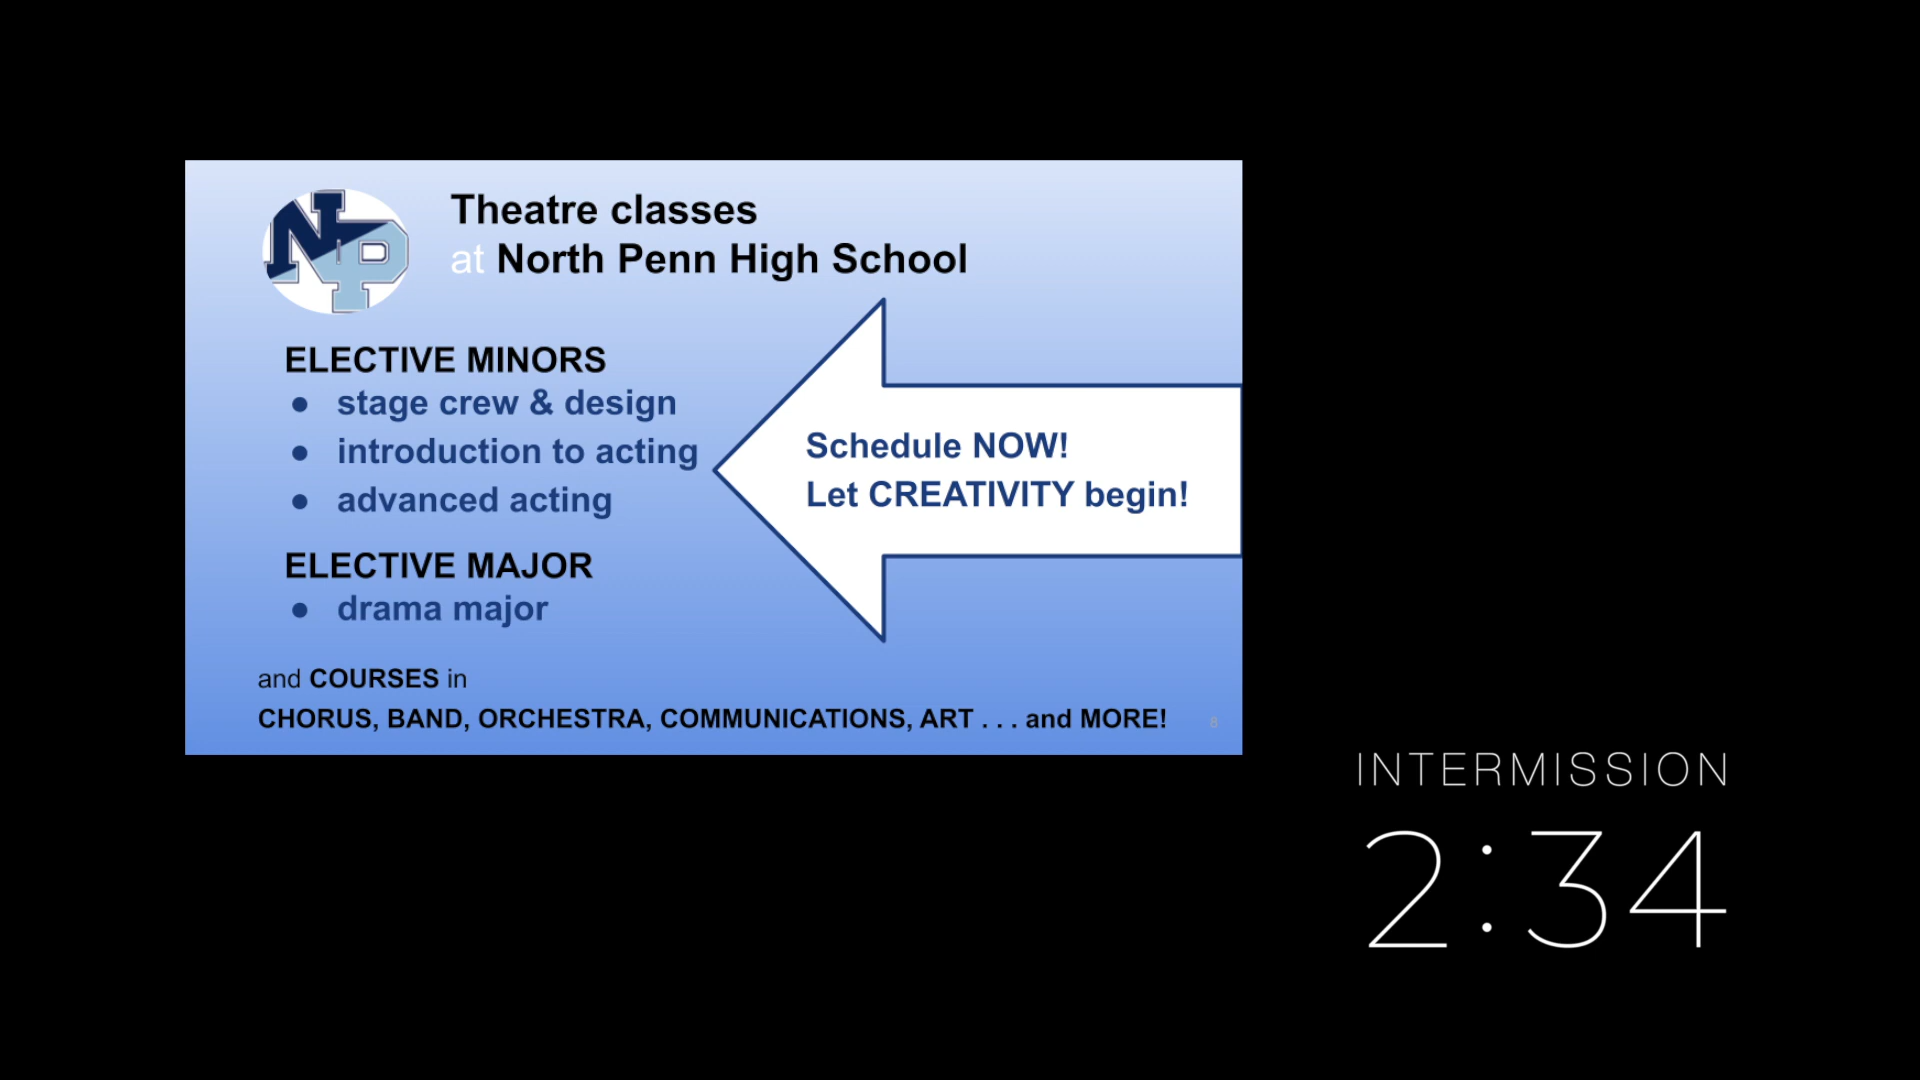 NP
Theatre classes
at North Penn High School
ELECTIVE MINORS
● stage crew & design
● introduction to acting
● advanced acting
ELECTIVE MAJOR
● drama major
Schedule NOW!
Let CREATIVITY begin!
and COURSES in
CHORUS, BAND, ORCHESTRA, COMMUNICATIONS, ART . . . and MORE!
8
INTERMISSION
2:34